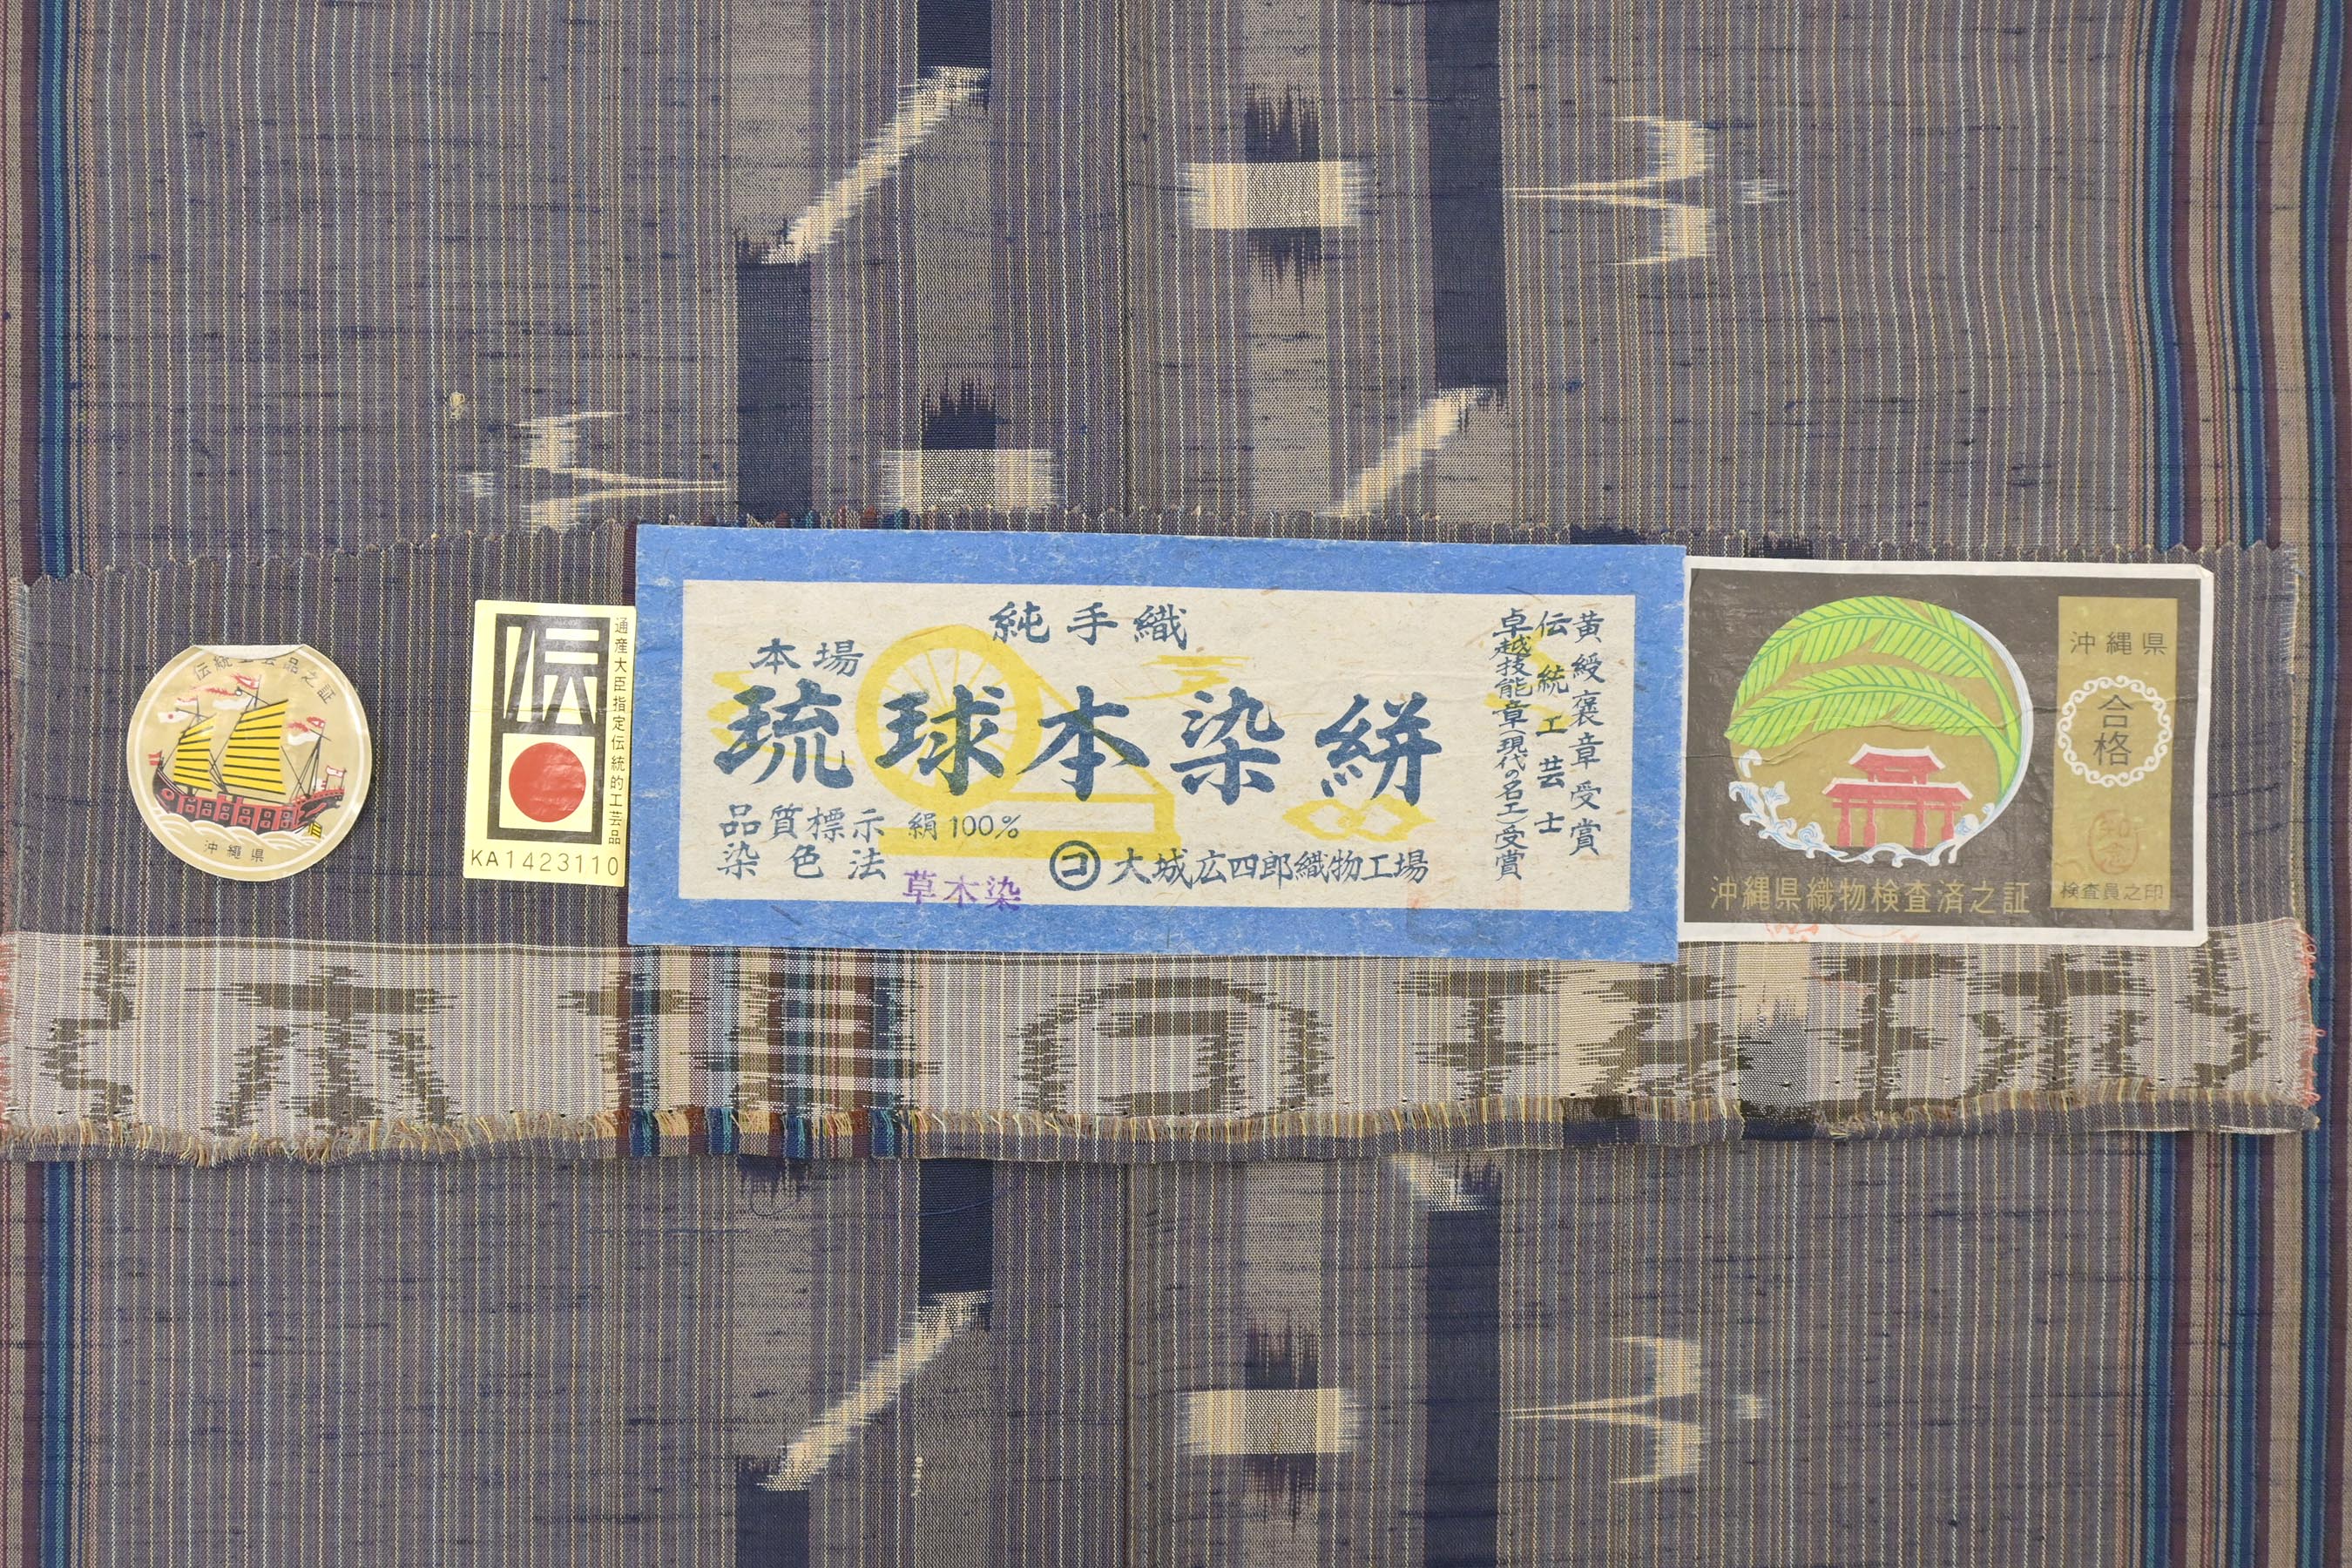 伝統工芸品之証
沖縄県
伝
通産大臣指定伝統的工芸品
KA1423110
純手織
本場
琉球本染絣
品質標示 絹100%
染色法 草木染
コ 大城広四郎織物工場
黄綬褒章受賞
伝統工芸士
卓越技能章(現代の名工)受賞
沖縄県織物検査済之証
沖縄県
合格
検査員之印